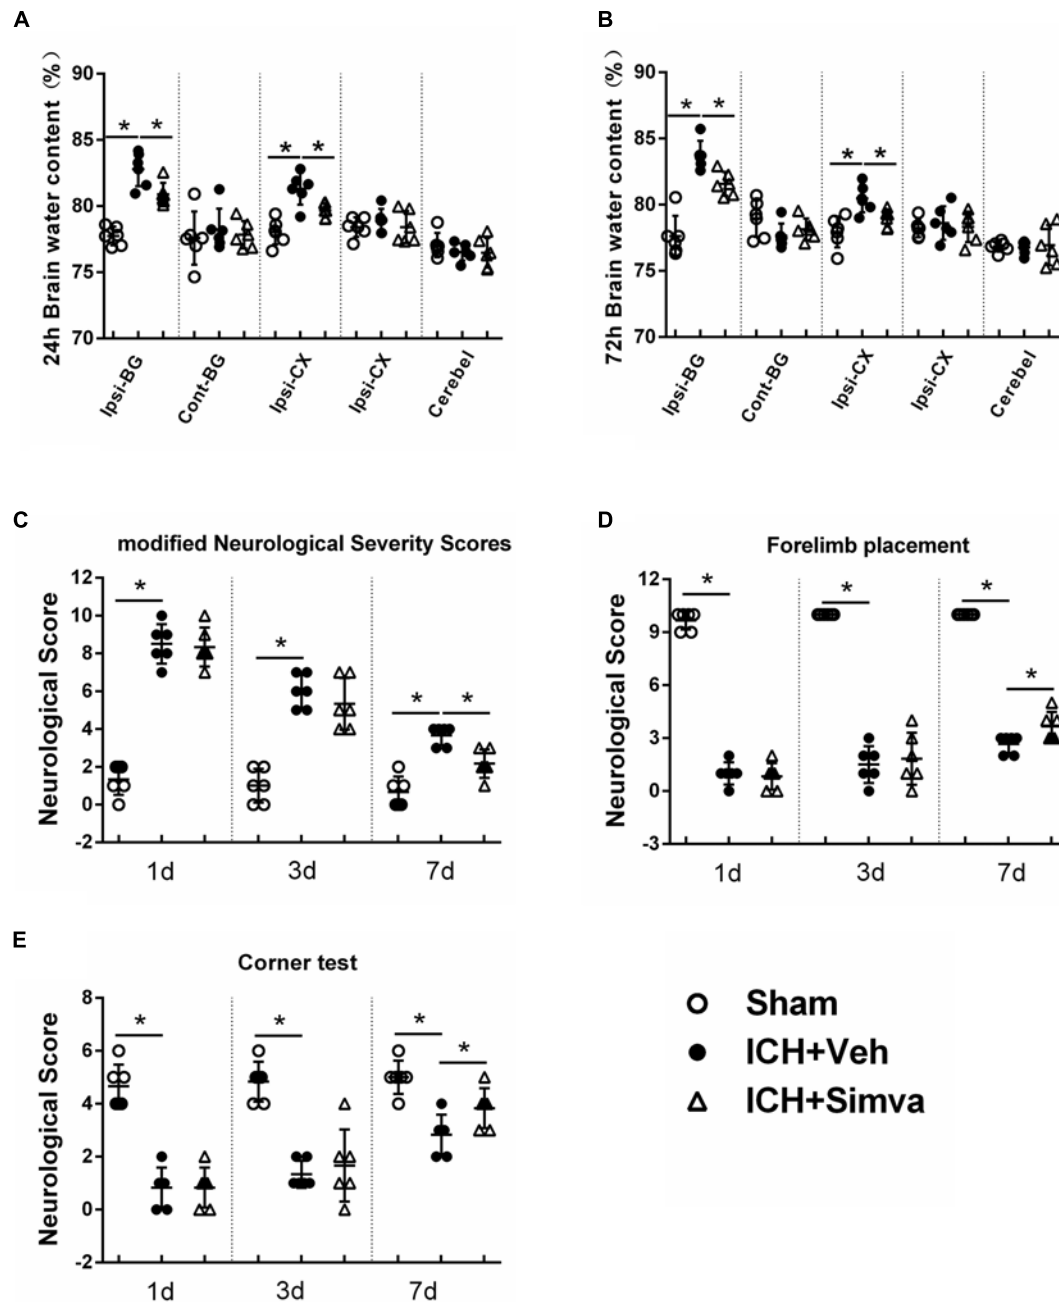 A
24h Brain water content (%)
90
85
80
75
70
* * * *
Ipsi-BG Cont-BG Ipsi-CX Ipsi-CX Cerebel
B
72h Brain water content (%)
90
85
80
75
70
* * * *
Ipsi-BG Cont-BG Ipsi-CX Ipsi-CX Cerebel
C
modified Neurological Severity Scores
Neurological Score
12
10
8
6
4
2
0
-2
* * * *
1d 3d 7d
D
Forelimb placement
Neurological Score
12
9
6
3
0
-3
* * * *
1d 3d 7d
E
Corner test
Neurological Score
8
6
4
2
0
-2
* * * *
1d 3d 7d
Sham
ICH+Veh
ICH+Simva